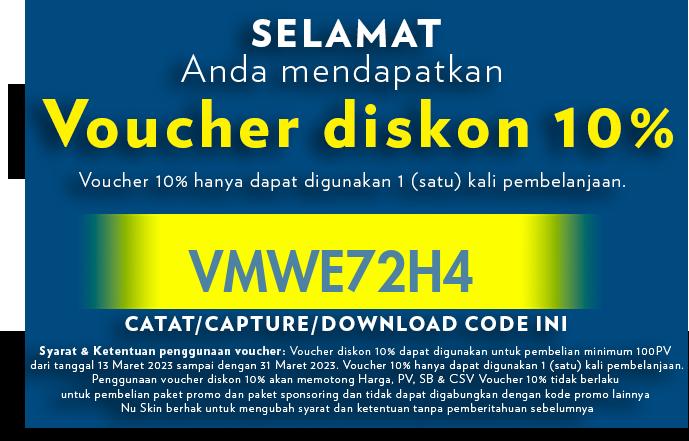 SELAMAT
Anda mendapatkan
Voucher diskon 10%
Voucher 10% hanya dapat digunakan 1 (satu) kali pembelanjaan.
VMWE72H4
CATAT/CAPTURE/DOWNLOAD CODE INI
Syarat & Ketentuan penggunaan voucher: Voucher diskon 10% dapat digunakan untuk pembelian minimum 100PV
dari tanggal 13 Maret 2023 sampai dengan 31 Maret 2023. Voucher 10% hanya dapat digunakan 1 (satu) kali pembelanjaan.
Penggunaan voucher diskon 10% akan memotong Harga, PV, SB & CSV Voucher 10% tidak berlaku
untuk pembelian paket promo dan paket sponsoring dan tidak dapat digabungkan dengan kode promo lainnya
Nu Skin berhak untuk mengubah syarat dan ketentuan tanpa pemberitahuan sebelumnya